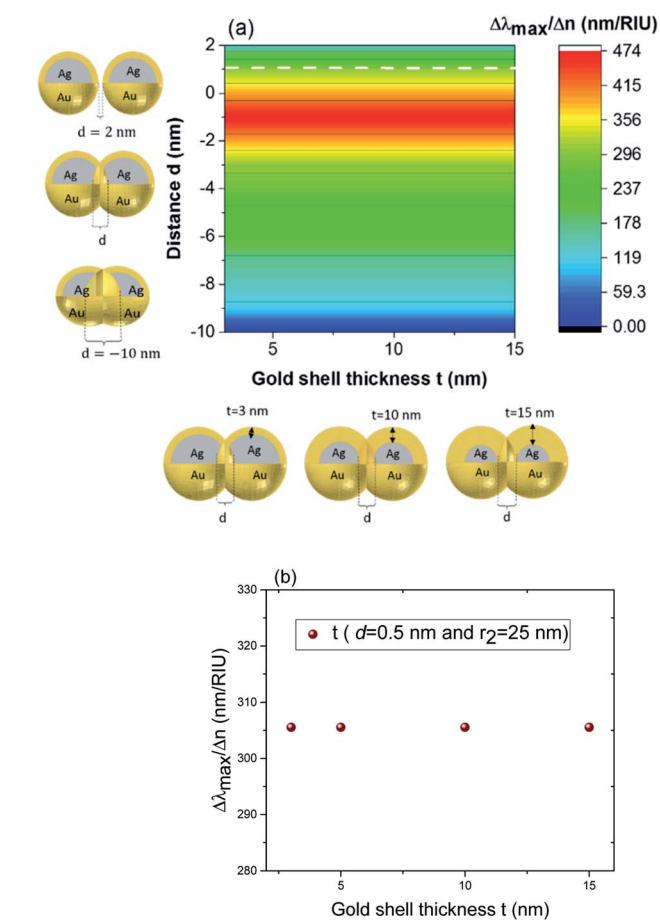 (a)
Δλmax/Δn (nm/RIU)
Ag Ag
Au Au
d = 2 nm
Ag Ag
Au Au
d
Ag Ag
Au Au
d = −10 nm
Distance d (nm)
2
0
-2
-4
-6
-8
-10
5 10 15
Gold shell thickness t (nm)
474
415
356
296
237
178
119
59.3
0.00
t=3 nm
Ag Ag
Au Au
d
t=10 nm
Ag Ag
Au Au
d
t=15 nm
Ag Ag
Au Au
d
(b)
Δλmax/Δn (nm/RIU)
330
320
310
300
290
280
t ( d=0.5 nm and r2=25 nm)
5 10 15
Gold shell thickness t (nm)